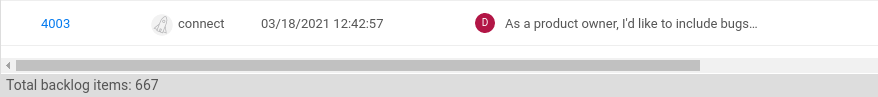 4003 connect 03/18/2021 12:42:57 D As a product owner, I'd like to include bugs...
Total backlog items: 667